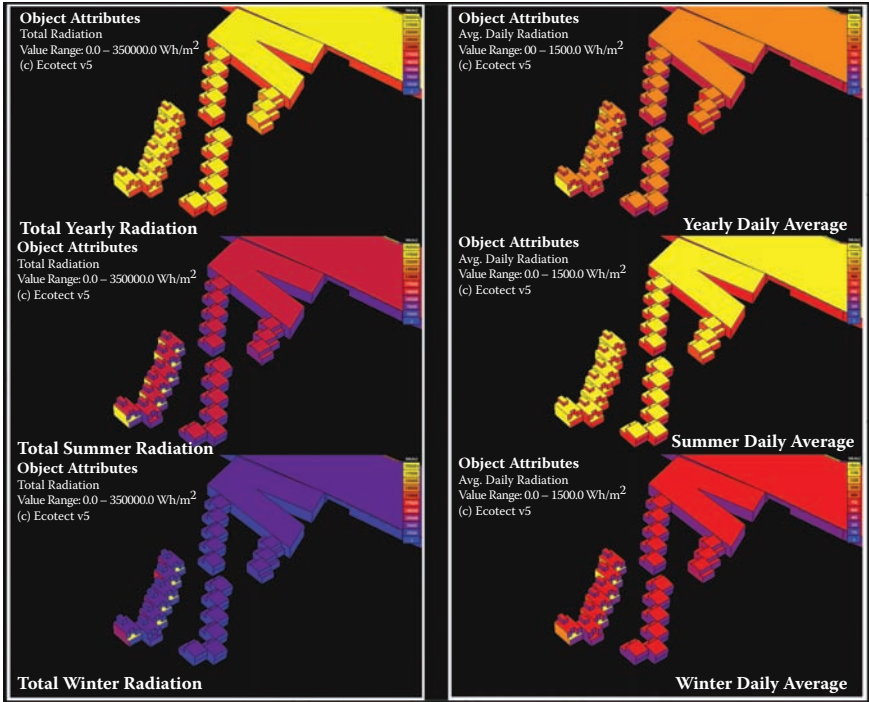 Object Attributes
Total Radiation
Value Range: 0.0 – 350000.0 Wh/m2
(c) Ecotect v5
Total Yearly Radiation
Object Attributes
Total Radiation
Value Range: 0.0 – 350000.0 Wh/m2
(c) Ecotect v5
Total Summer Radiation
Object Attributes
Total Radiation
Value Range: 0.0 – 350000.0 Wh/m2
(c) Ecotect v5
Total Winter Radiation
Object Attributes
Avg. Daily Radiation
Value Range: 00 – 1500.0 Wh/m2
(c) Ecotect v5
Yearly Daily Average
Object Attributes
Avg. Daily Radiation
Value Range: 0.0 – 1500.0 Wh/m2
(c) Ecotect v5
Summer Daily Average
Object Attributes
Avg. Daily Radiation
Value Range: 0.0 – 1500.0 Wh/m2
(c) Ecotect v5
Winter Daily Average